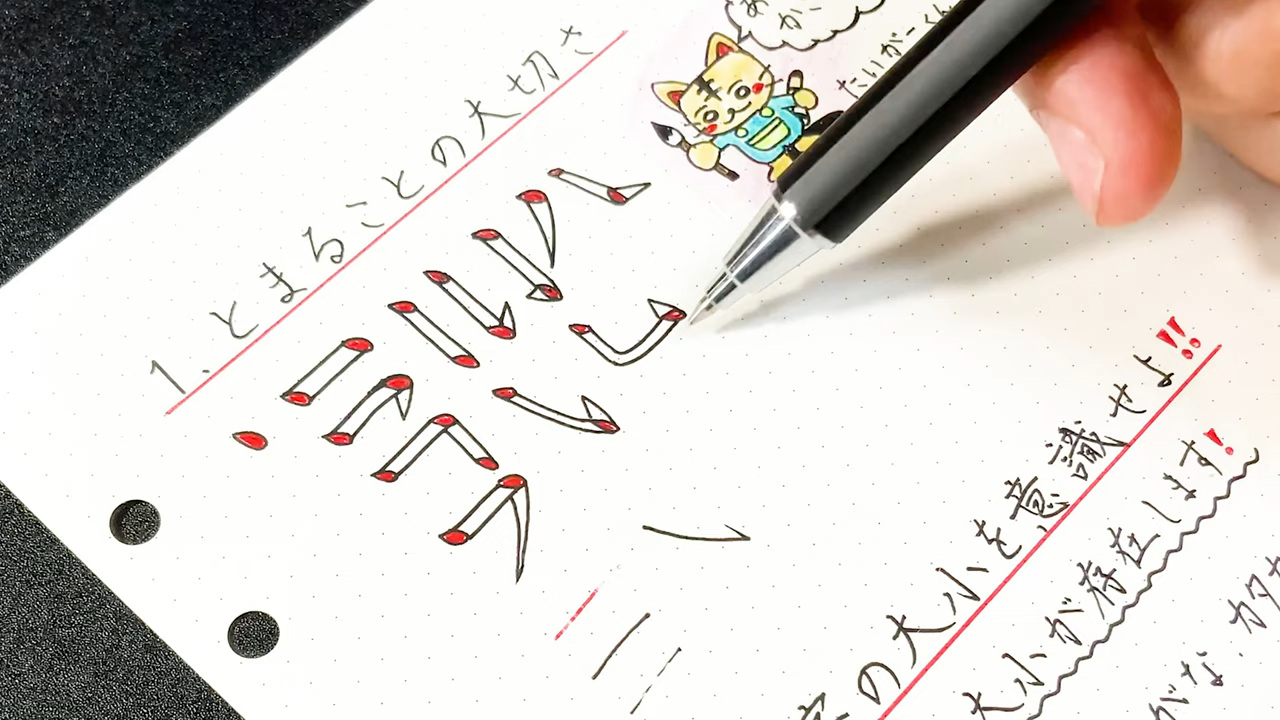 1. とまることの大切さ
たいがーくん
の大小を意識せよ!!
大小が存在します!
がな、カタ